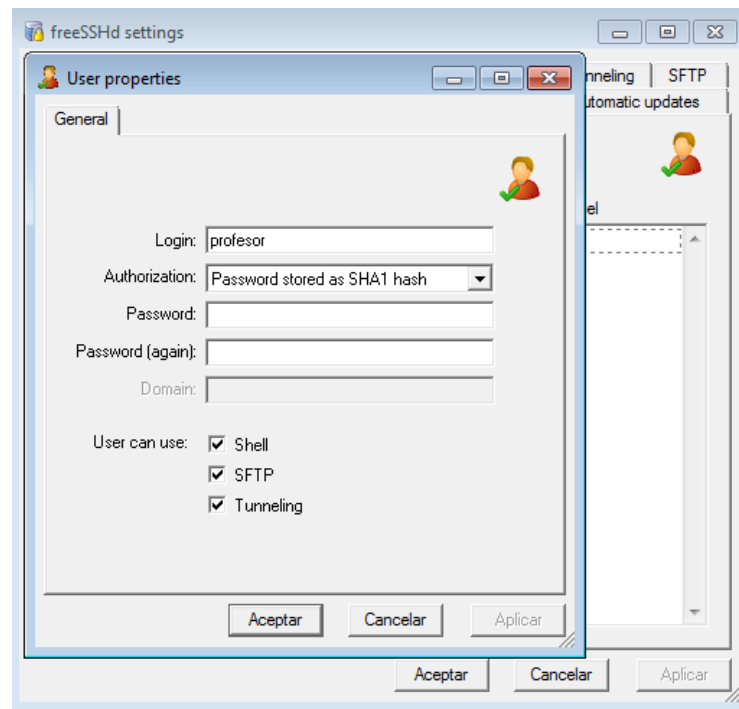 freeSSHd settings
User properties
nneling SFTP
utomatic updates
General
el
Login: profesor
Authorization: Password stored as SHA1 hash
Password:
Password (again):
Domain:
User can use: Shell
SFTP
Tunneling
Aceptar Cancelar Aplicar
Aceptar Cancelar Aplicar